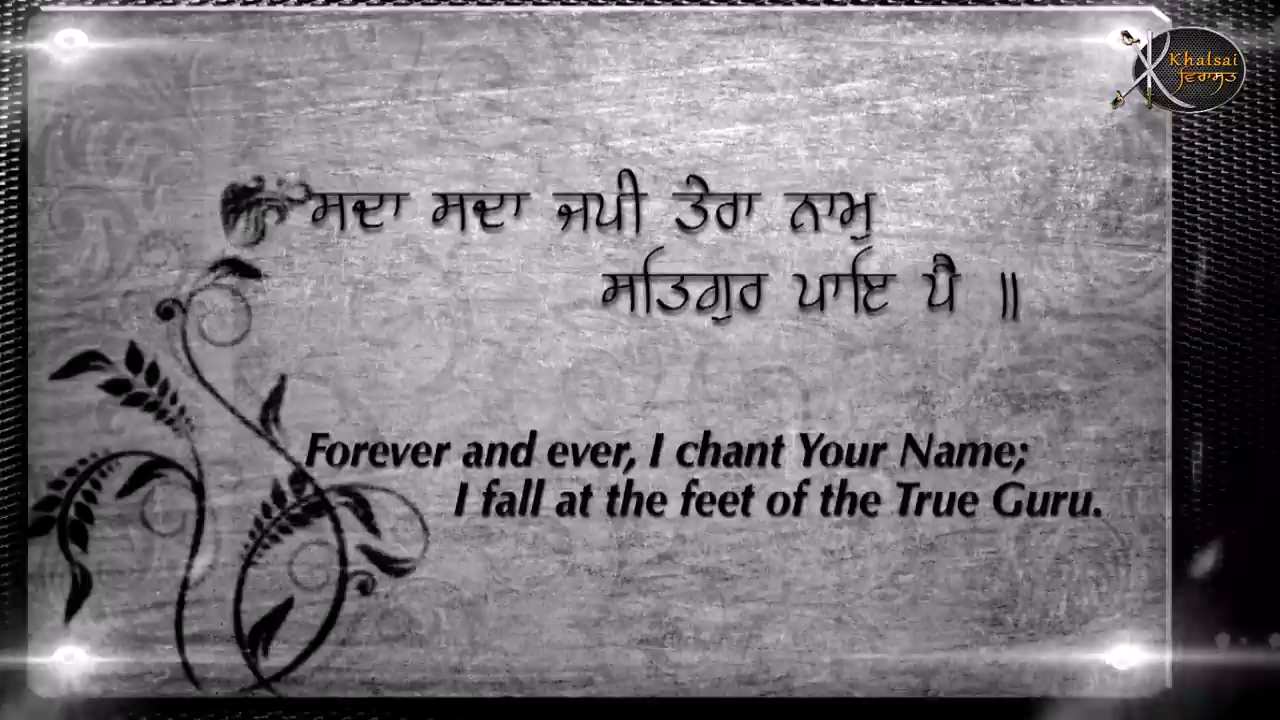 Khalsai
ਵਿਰਾਸਤ
ਸਦਾ ਸਦਾ ਜਪੀ ਤੇਰਾ ਨਾਮੁ
ਸਤਿਗੁਰ ਪਾਇ ਪੈ ॥
Forever and ever, I chant Your Name;
I fall at the feet of the True Guru.